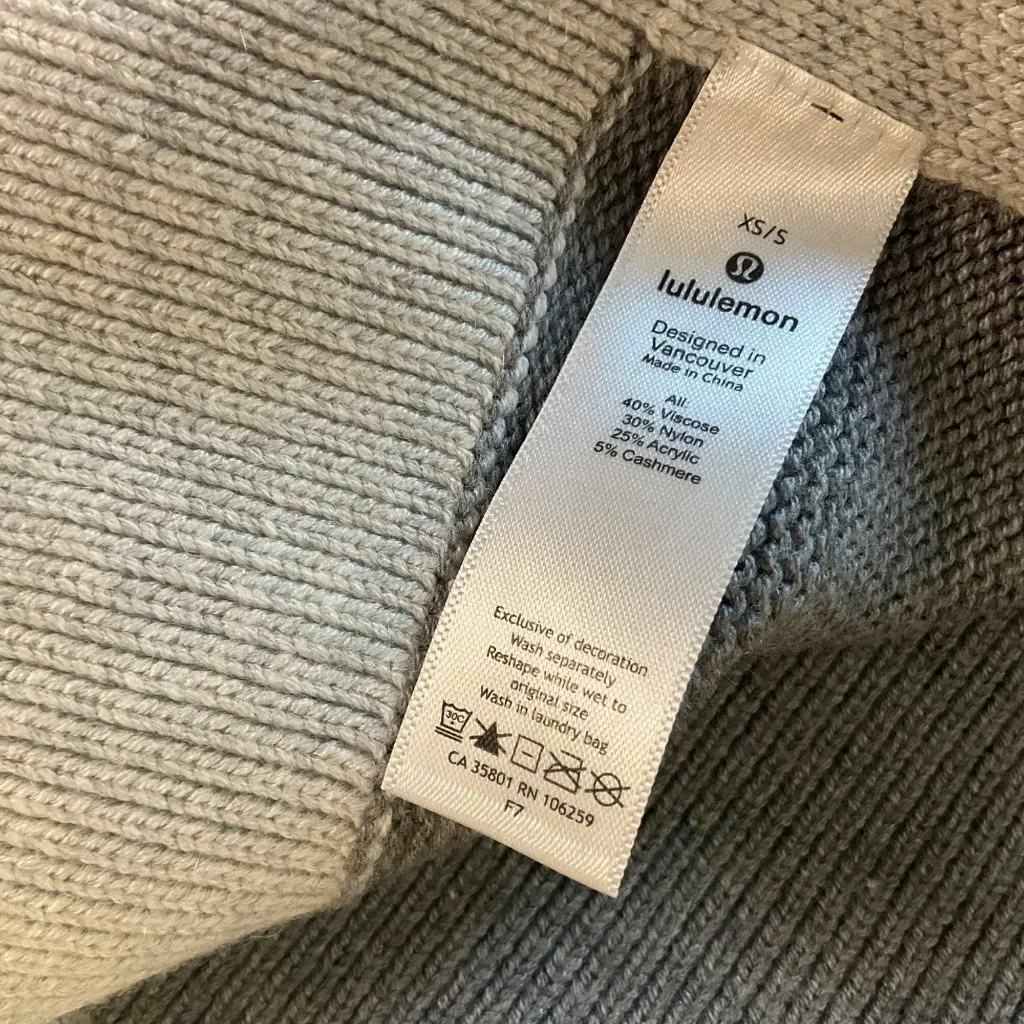 XS/S
lululemon
Designed in
Vancouver
Made in China
All:
40% Viscose
30% Nylon
25% Acrylic
5% Cashmere
Exclusive of decoration
Wash separately
Reshape while wet to
original size
Wash in laundry bag
30C
CA 35801 RN 106259
F7